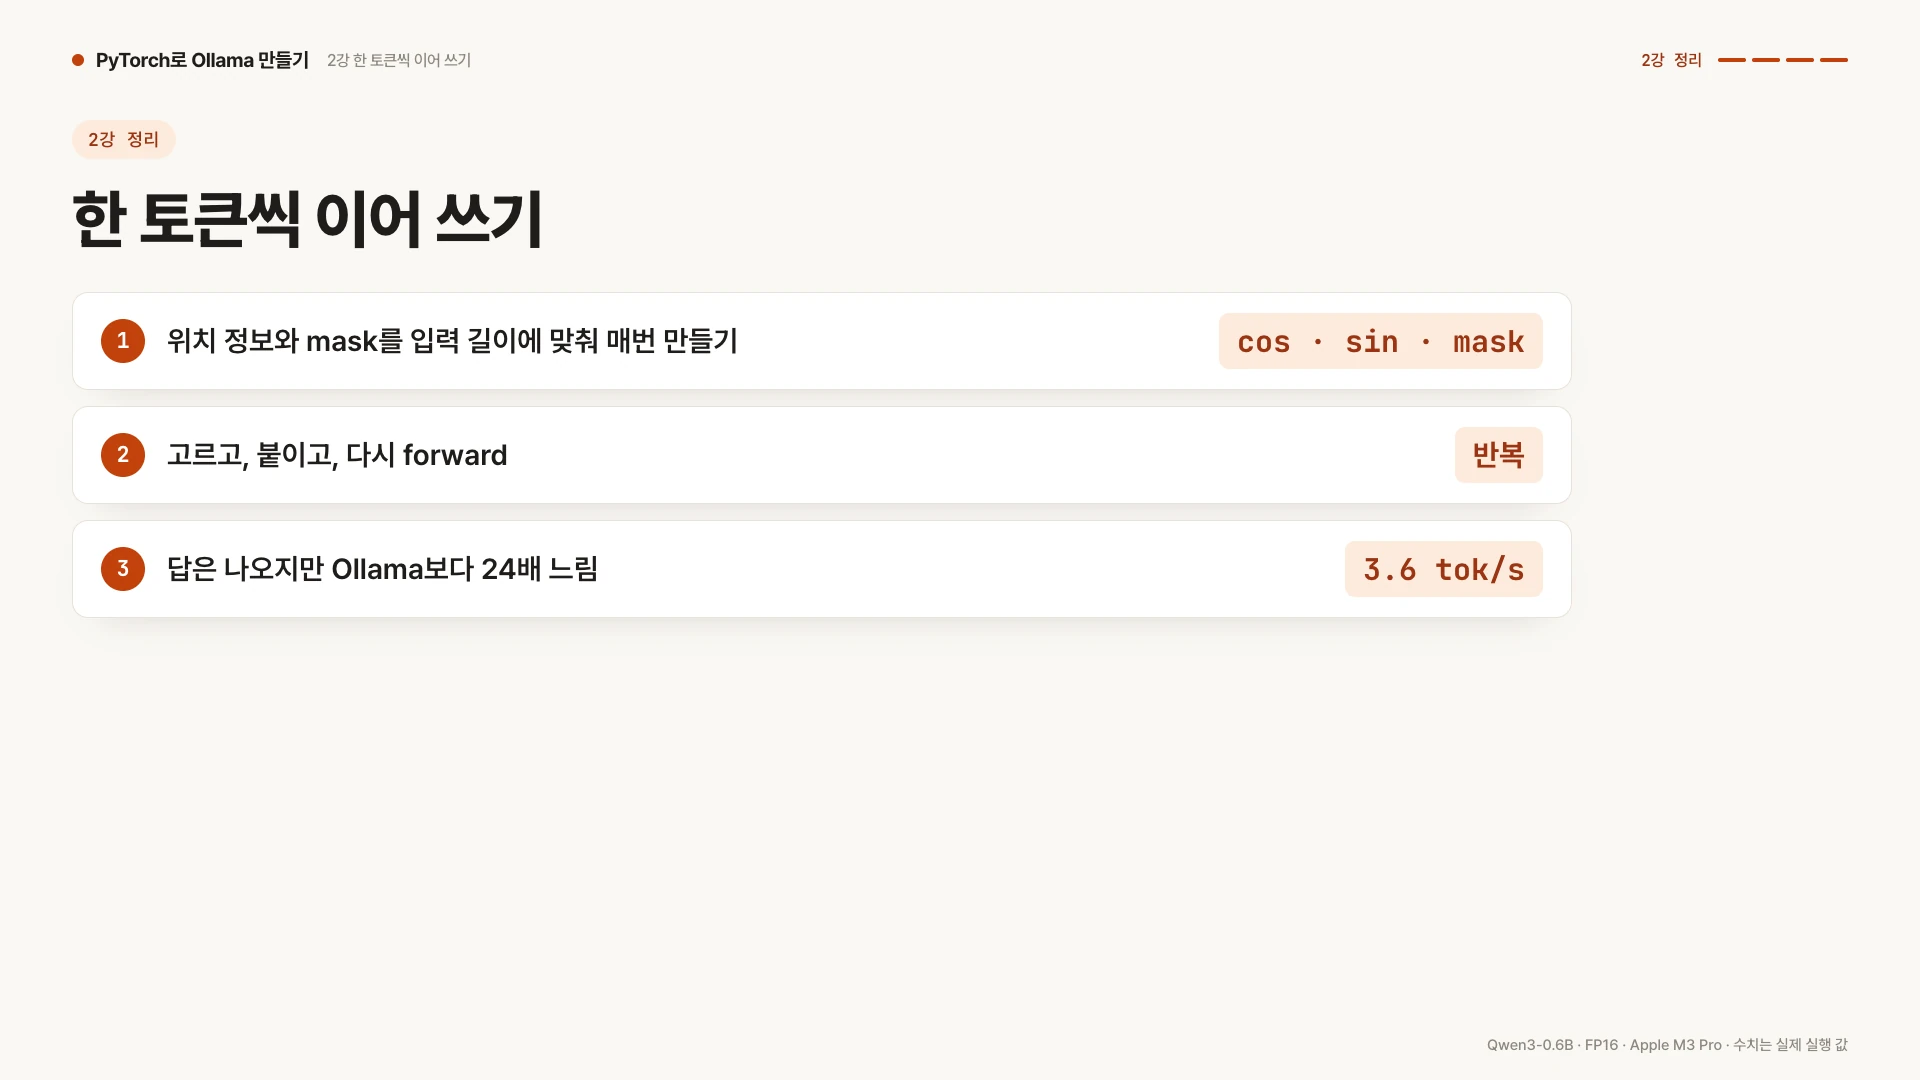 PyTorch로 Ollama 만들기 2강 한 토큰씩 이어 쓰기
2강 정리
2강 정리
한 토큰씩 이어 쓰기
1 위치 정보와 mask를 입력 길이에 맞춰 매번 만들기 cos · sin · mask
2 고르고, 붙이고, 다시 forward 반복
3 답은 나오지만 Ollama보다 24배 느림 3.6 tok/s
Qwen3-0.6B · FP16 · Apple M3 Pro · 수치는 실제 실행 값